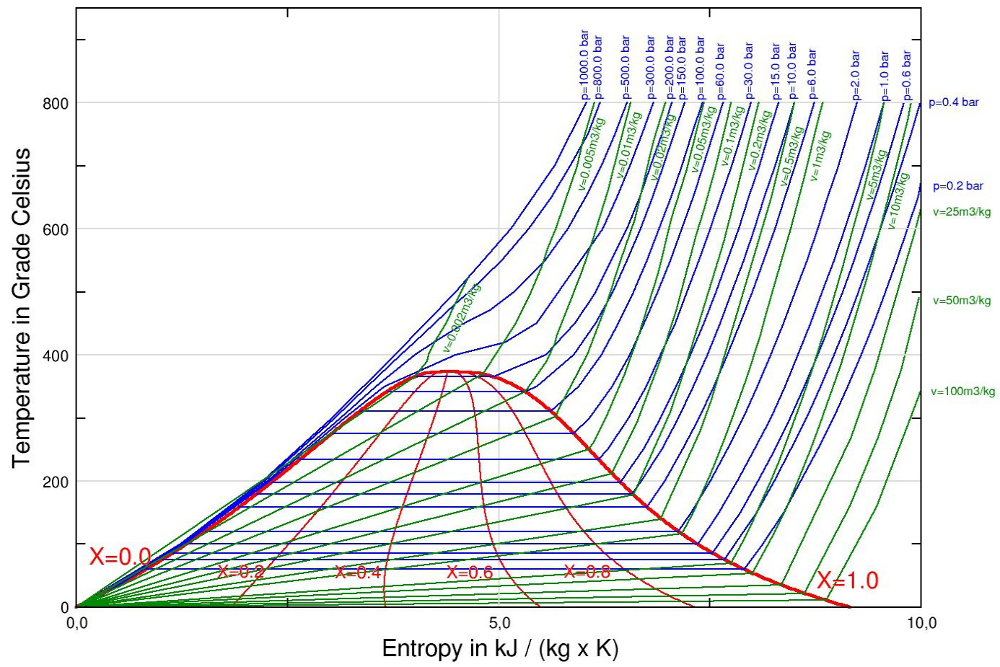 p=1000.0 bar
p=800.0 bar
p=500.0 bar
p=300.0 bar
p=200.0 bar
p=150.0 bar
p=100.0 bar
p=60.0 bar
p=30.0 bar
p=15.0 bar
p=10.0 bar
p=6.0 bar
p=2.0 bar
p=1.0 bar
p=0.6 bar
p=0.4 bar
p=0.2 bar
v=0.005m3/kg
v=0.01m3/kg
v=0.02m3/kg
v=0.05m3/kg
v=0.1m3/kg
v=0.2m3/kg
v=0.5m3/kg
v=1m3/kg
v=5m3/kg
v=10m3/kg
v=25m3/kg
v=50m3/kg
v=100m3/kg
v=0.002m3/kg
Temperature in Grade Celsius
800
600
400
200
0
X=0.0
X=0.2
X=0.4
X=0.6
X=0.8
X=1.0
0,0
5,0
10,0
Entropy in kJ / (kg x K)